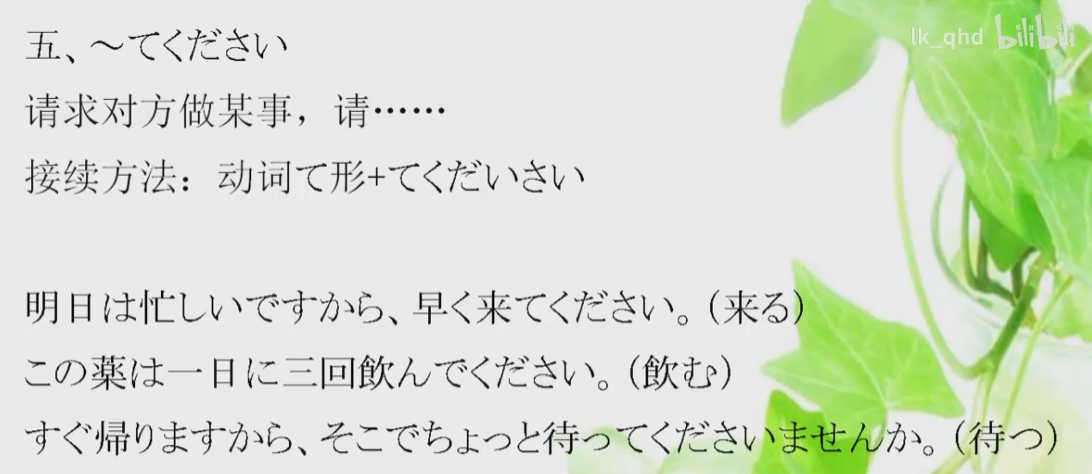 lk_qhd bilibili
五、～てください
请求对方做某事，请……
接续方法：动词て形+てくだいさい
明日は忙しいですから、早く来てください。（来る）
この薬は一日に三回飲んでください。（飲む）
すぐ帰りますから、そこでちょっと待ってくださいませんか。（待つ）